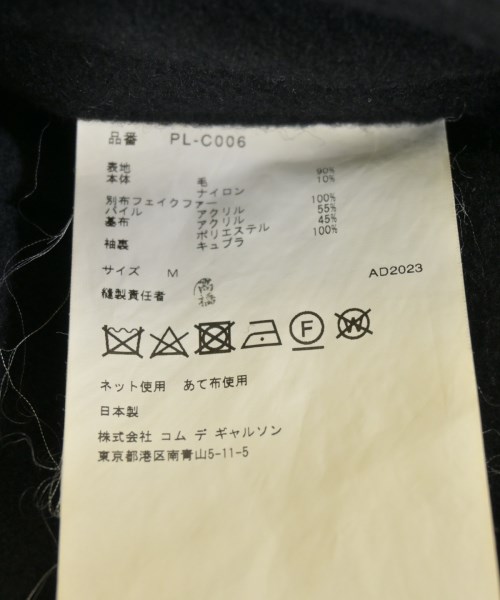 品番 PL-C006
表地
本体 毛 90%
ナイロン 10%
別布フェイクファー
パイル アクリル 100%
基布 アクリル 55%
ポリエステル 45%
袖裏 キュプラ 100%
サイズ M
AD2023
縫製責任者 高橋
F W
ネット使用 あて布使用
日本製
株式会社 コム デ ギャルソン
東京都港区南青山5-11-5